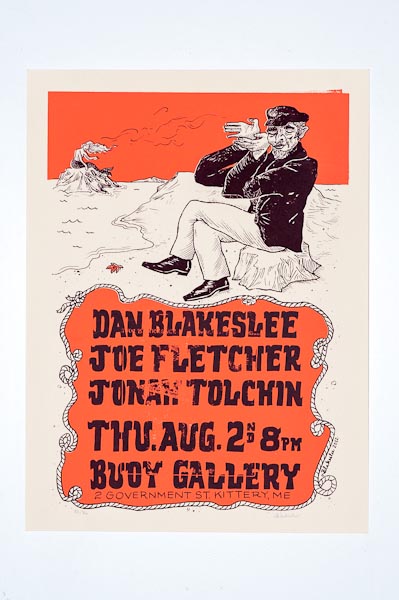 DAN BLAKESLEE
JOE FLETCHER
JONAH TOLCHIN
THU. AUG. 2ND 8PM
BUOY GALLERY
2 GOVERNMENT ST. KITTERY, ME